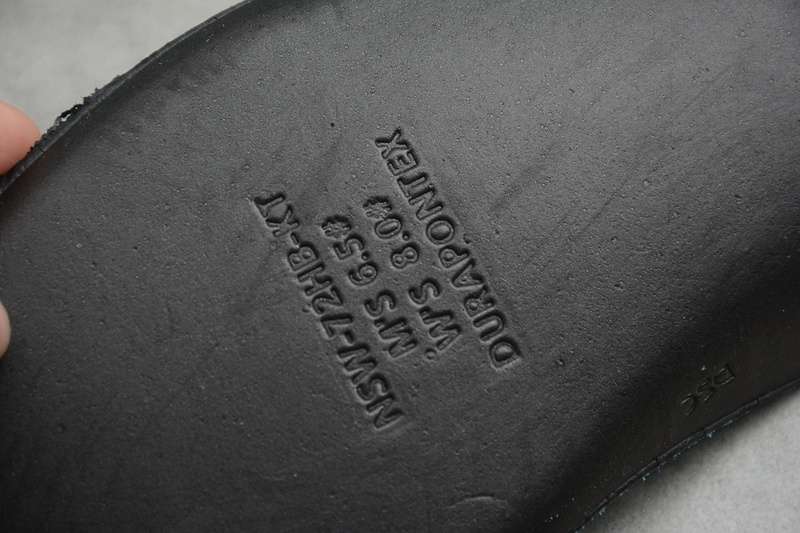 NSW-72HB-KT
M'S 6.5#
W'S 8.0#
DURAPONTEX